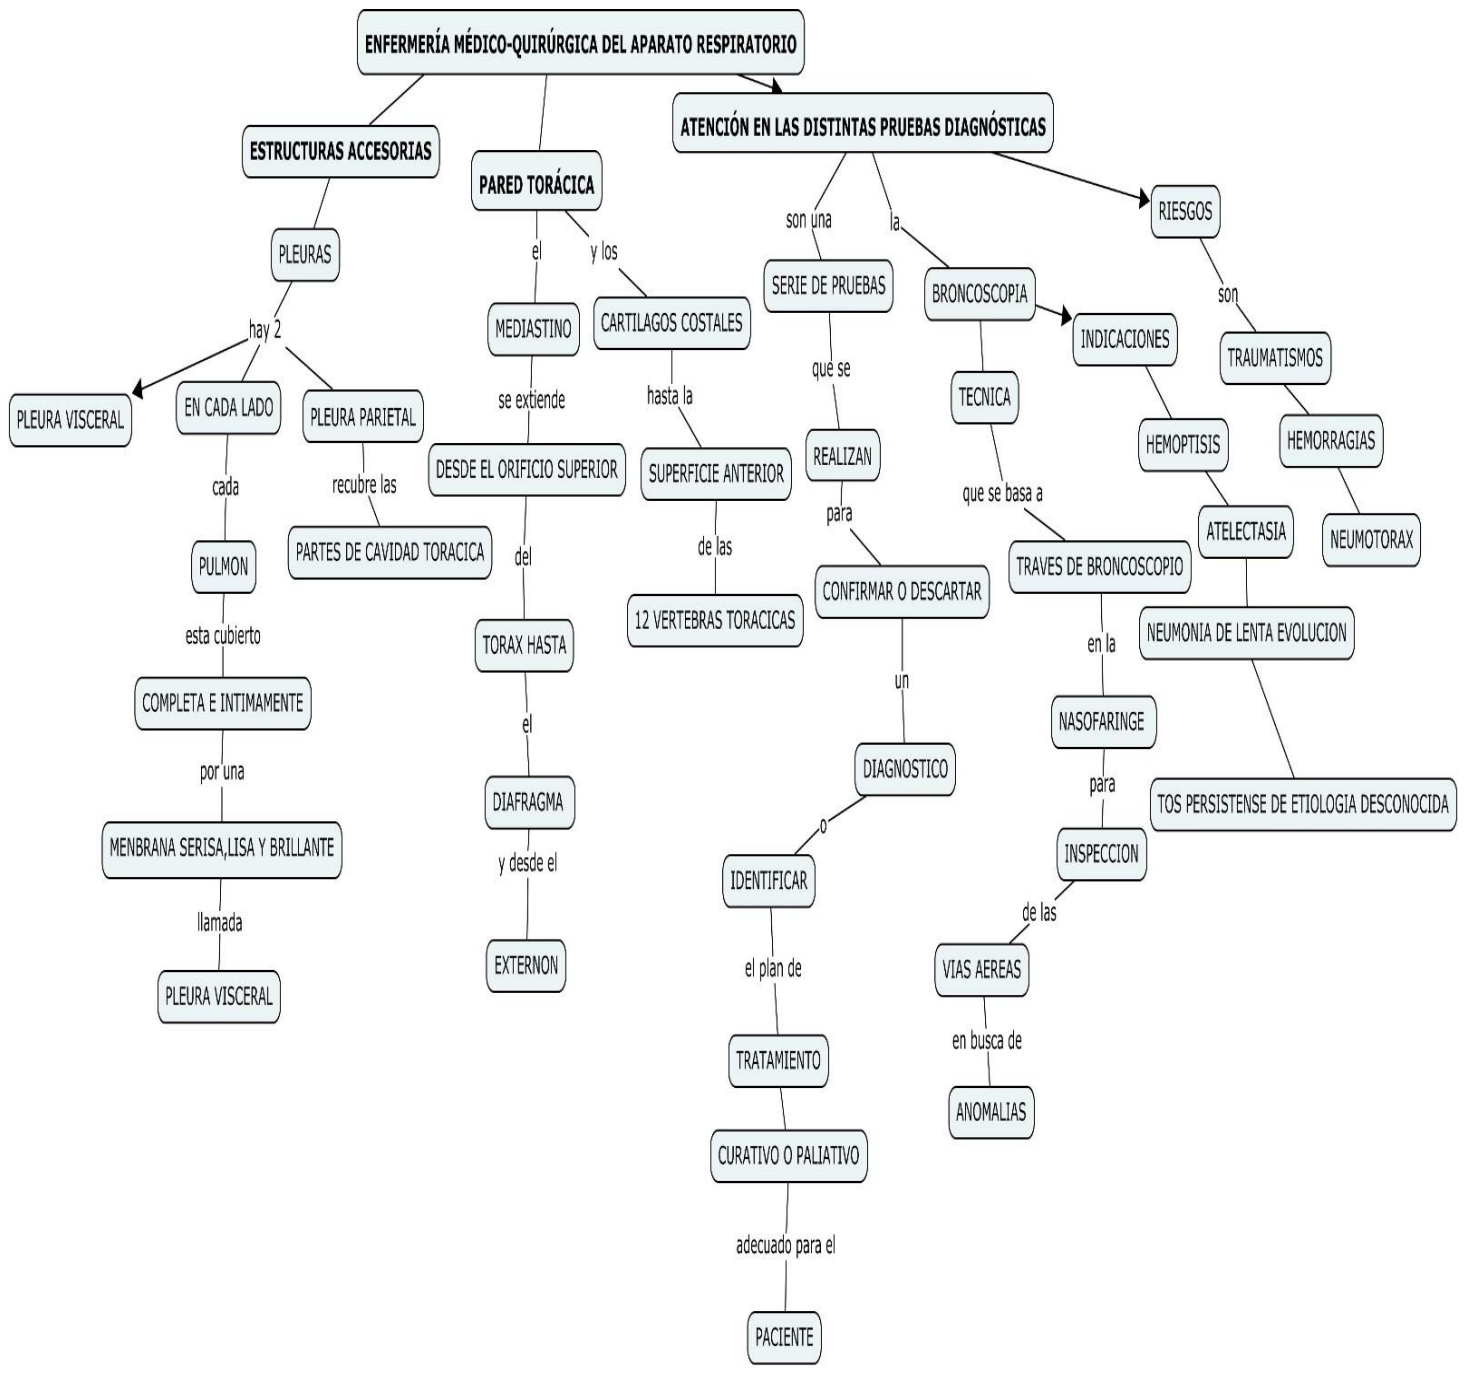 ENFERMERÍA MÉDICO-QUIRÚRGICA DEL APARATO RESPIRATORIO
ESTRUCTURAS ACCESORIAS
PLEURAS
hay 2
PLEURA VISCERAL
EN CADA LADO
cada
PULMON
esta cubierto
COMPLETA E INTIMAMENTE
por una
MENBRANA SERISA,LISA Y BRILLANTE
llamada
PLEURA VISCERAL
PLEURA PARIETAL
recubre las
PARTES DE CAVIDAD TORACICA
PARED TORÁCICA
el
MEDIASTINO
se extiende
DESDE EL ORIFICIO SUPERIOR
del
TORAX HASTA
el
DIAFRAGMA
y desde el
EXTERNON
y los
CARTILAGOS COSTALES
hasta la
SUPERFICIE ANTERIOR
de las
12 VERTEBRAS TORACICAS
ATENCIÓN EN LAS DISTINTAS PRUEBAS DIAGNÓSTICAS
son una
SERIE DE PRUEBAS
que se
REALIZAN
para
CONFIRMAR O DESCARTAR
un
DIAGNOSTICO
o
IDENTIFICAR
el plan de
TRATAMIENTO
CURATIVO O PALIATIVO
adecuado para el
PACIENTE
la
BRONCOSCOPIA
TECNICA
que se basa a
TRAVES DE BRONCOSCOPIO
en la
NASOFARINGE
para
INSPECCION
de las
VIAS AEREAS
en busca de
ANOMALIAS
INDICACIONES
HEMOPTISIS
ATELECTASIA
NEUMONIA DE LENTA EVOLUCION
TOS PERSISTENSE DE ETIOLOGIA DESCONOCIDA
RIESGOS
son
TRAUMATISMOS
HEMORRAGIAS
NEUMOTORAX